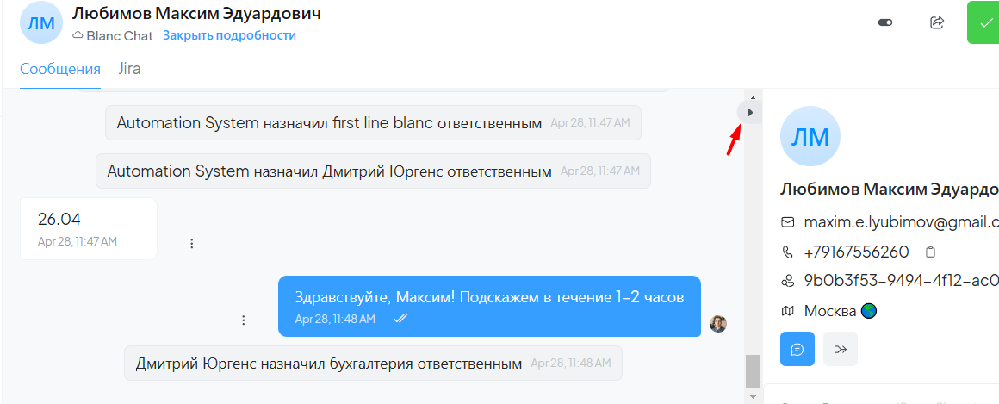 ЛМ
Любимов Максим Эдуардович
Blanc Chat Закрыть подробности
Сообщения Jira
Automation System назначил first line blanc ответственным Apr 28, 11:47 AM
Automation System назначил Дмитрий Юргенс ответственным Apr 28, 11:47 AM
26.04
Apr 28, 11:47 AM
Здравствуйте, Максим! Подскажем в течение 1–2 часов
Apr 28, 11:48 AM
Дмитрий Юргенс назначил бухгалтерия ответственным Apr 28, 11:48 AM
ЛМ
Любимов Максим Эдуардо
maxim.e.lyubimov@gmail.c
+79167556260
9b0b3f53-9494-4f12-ac0
Москва